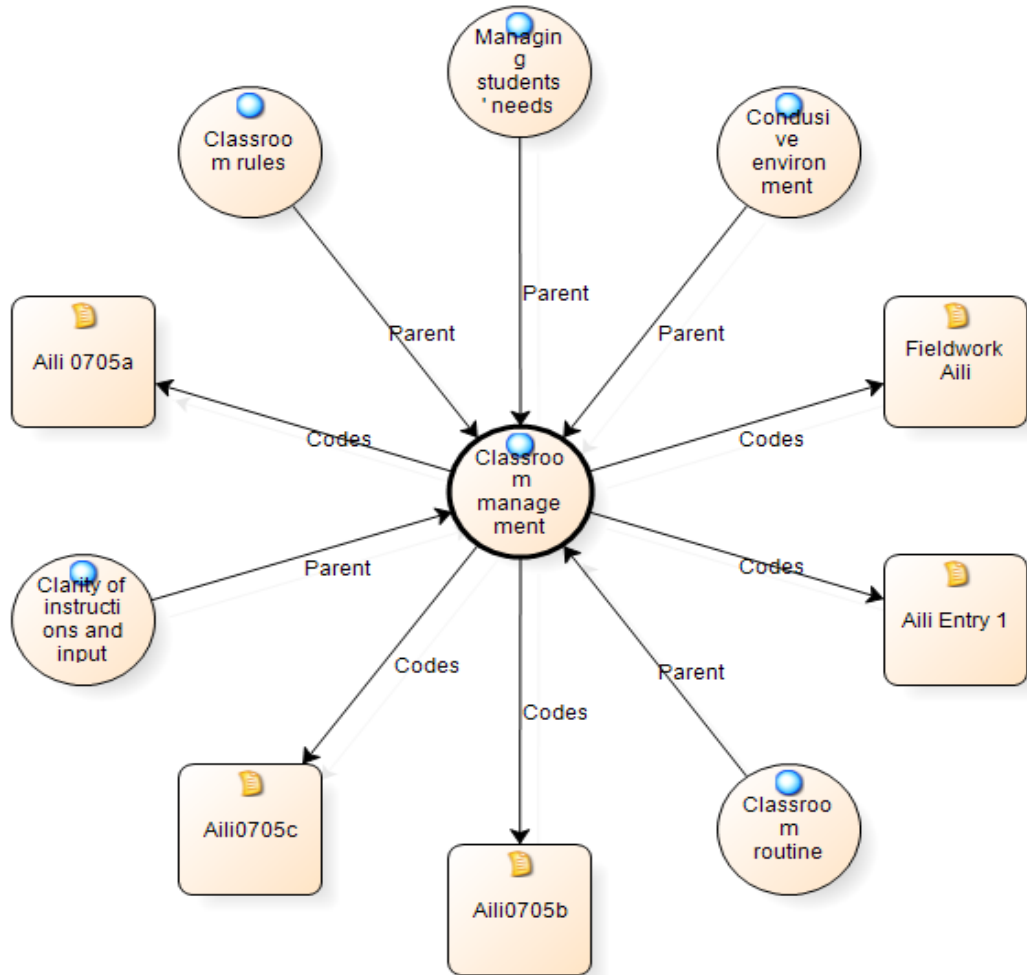 Managin
g
students
' needs
Classroo
m rules
Condusi
ve
environ
ment
Parent
Parent
Parent
Aili 0705a
Fieldwork
Aili
Codes
Codes
Classroo
m
manage
ment
Clarity of
instructi
ons and
input
Parent
Codes
Aili Entry 1
Codes
Parent
Codes
Aili0705c
Aili0705b
Classroo
m
routine